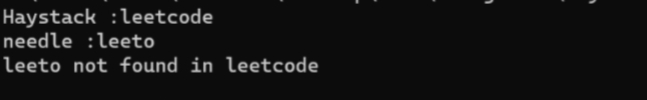 Haystack :leetcode
needle :leeto
leeto not found in leetcode